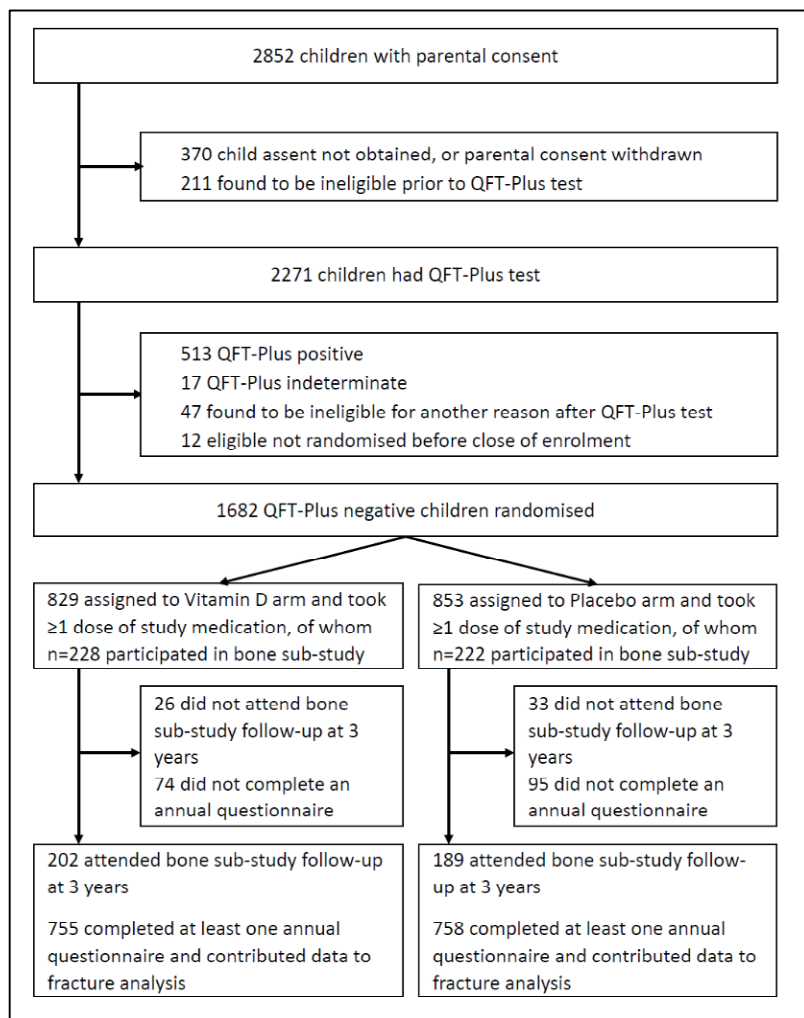 2852 children with parental consent
370 child assent not obtained, or parental consent withdrawn
211 found to be ineligible prior to QFT-Plus test
2271 children had QFT-Plus test
513 QFT-Plus positive
17 QFT-Plus indeterminate
47 found to be ineligible for another reason after QFT-Plus test
12 eligible not randomised before close of enrolment
1682 QFT-Plus negative children randomised
829 assigned to Vitamin D arm and took
≥1 dose of study medication, of whom
n=228 participated in bone sub-study
853 assigned to Placebo arm and took
≥1 dose of study medication, of whom
n=222 participated in bone sub-study
26 did not attend bone
sub-study follow-up at 3
years
74 did not complete an
annual questionnaire
33 did not attend bone
sub-study follow-up at 3
years
95 did not complete an
annual questionnaire
202 attended bone sub-study follow-up
at 3 years
755 completed at least one annual
questionnaire and contributed data to
fracture analysis
189 attended bone sub-study follow-
up at 3 years
758 completed at least one annual
questionnaire and contributed data to
fracture analysis